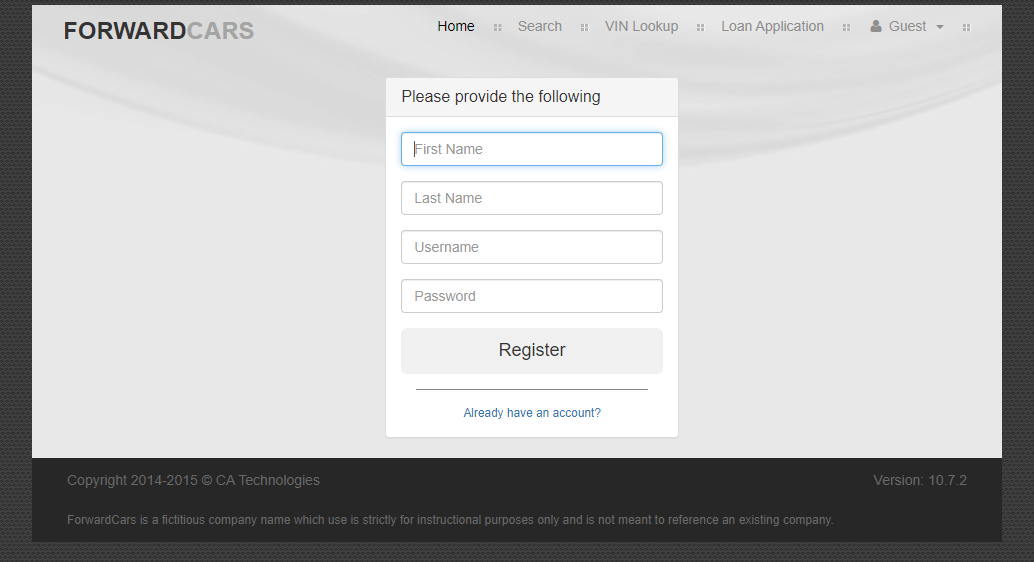 FORWARDCARS
Home Search VIN Lookup Loan Application Guest
Please provide the following
First Name
Last Name
Username
Password
Register
Already have an account?
Copyright 2014-2015 © CA Technologies Version: 10.7.2
ForwardCars is a fictitious company name which use is strictly for instructional purposes only and is not meant to reference an existing company.